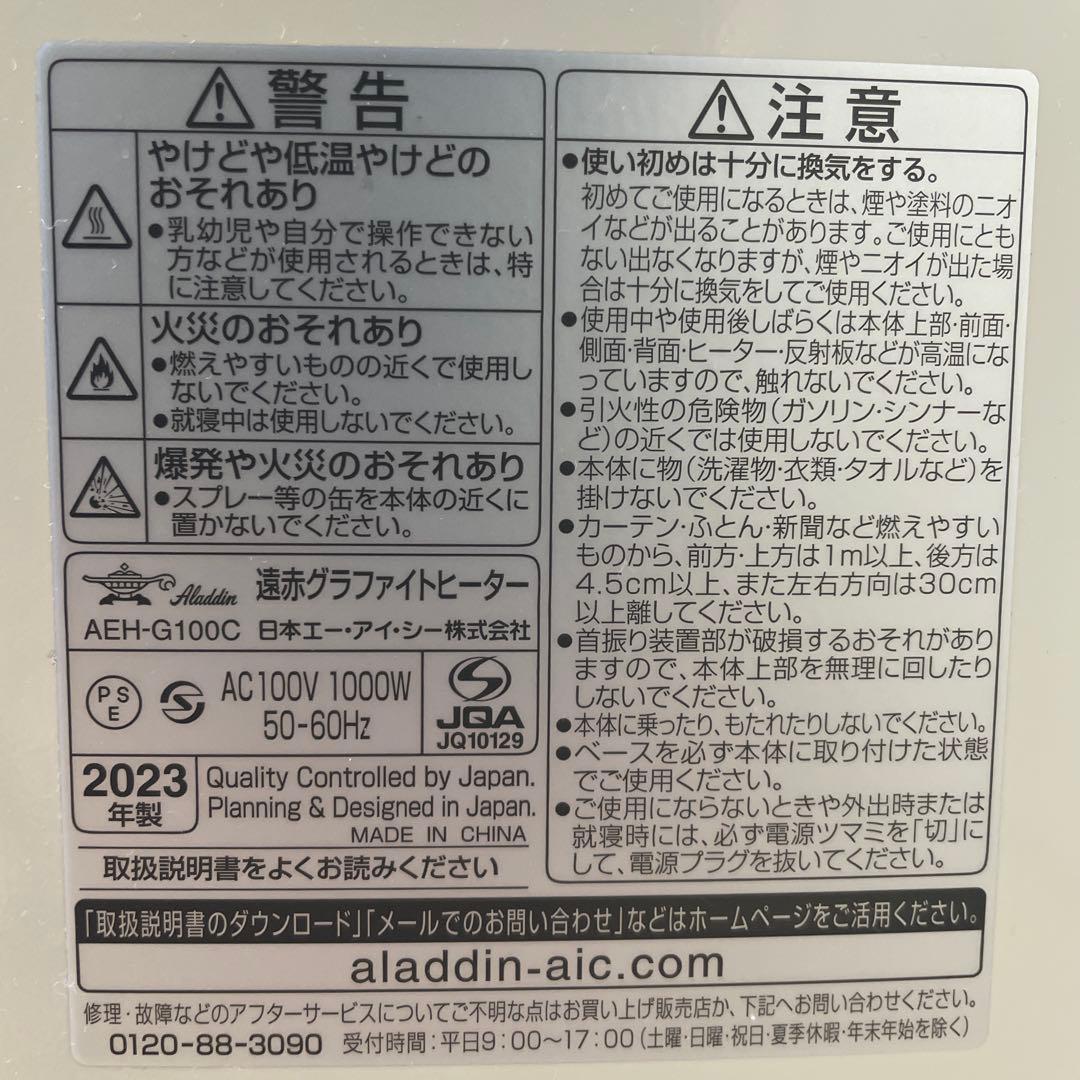 警告
やけどや低温やけどの
おそれあり
●乳幼児や自分で操作できない
方などが使用されるときは、特
に注意してください。
火災のおそれあり
●燃えやすいものの近くで使用し
ないでください。
●就寝中は使用しないでください。
爆発や火災のおそれあり
●スプレー等の缶を本体の近くに
置かないでください。
Aladdin 遠赤グラファイトヒーター
AEH-G100C 日本エー・アイ・シー株式会社
PSE
AC100V 1000W
50-60Hz
JQA
JQ10129
2023
年製
Quality Controlled by Japan.
Planning & Designed in Japan.
MADE IN CHINA
取扱説明書をよくお読みください
注意
●使い初めは十分に換気をする。
初めてご使用になるときは、煙や塗料のニオ
イなどが出ることがあります。ご使用にとも
ない出なくなりますが、煙やニオイが出た場
合は十分に換気をしてご使用ください。
●使用中や使用後しばらくは本体上部・前面・
側面・背面・ヒーター・反射板などが高温にな
っていますので、触れないでください。
●引火性の危険物(ガソリン・シンナーな
ど)の近くでは使用しないでください。
●本体に物(洗濯物・衣類・タオルなど)を
掛けないでください。
●カーテン・ふとん・新聞など燃えやすい
ものから、前方・上方は1m以上、後方は
4.5cm以上、また左右方向は30cm
以上離してください。
●首振り装置部が破損するおそれがあり
ますので、本体上部を無理に回したり
しないでください。
●本体に乗ったり、もたれたりしないでください。
●ベースを必ず本体に取り付けた状態
でご使用ください。
●ご使用にならないときや外出時または
就寝時には、必ず電源ツマミを「切」に
して、電源プラグを抜いてください。
「取扱説明書のダウンロード」「メールでのお問い合わせ」などはホームページをご活用ください。
aladdin-aic.com
修理・故障などのアフターサービスについてご不明な点はお買い上げ販売店か、下記へお問い合わせください。
0120-88-3090 受付時間:平日9:00〜17:00(土曜・日曜・祝日・夏季休暇・年末年始を除く)